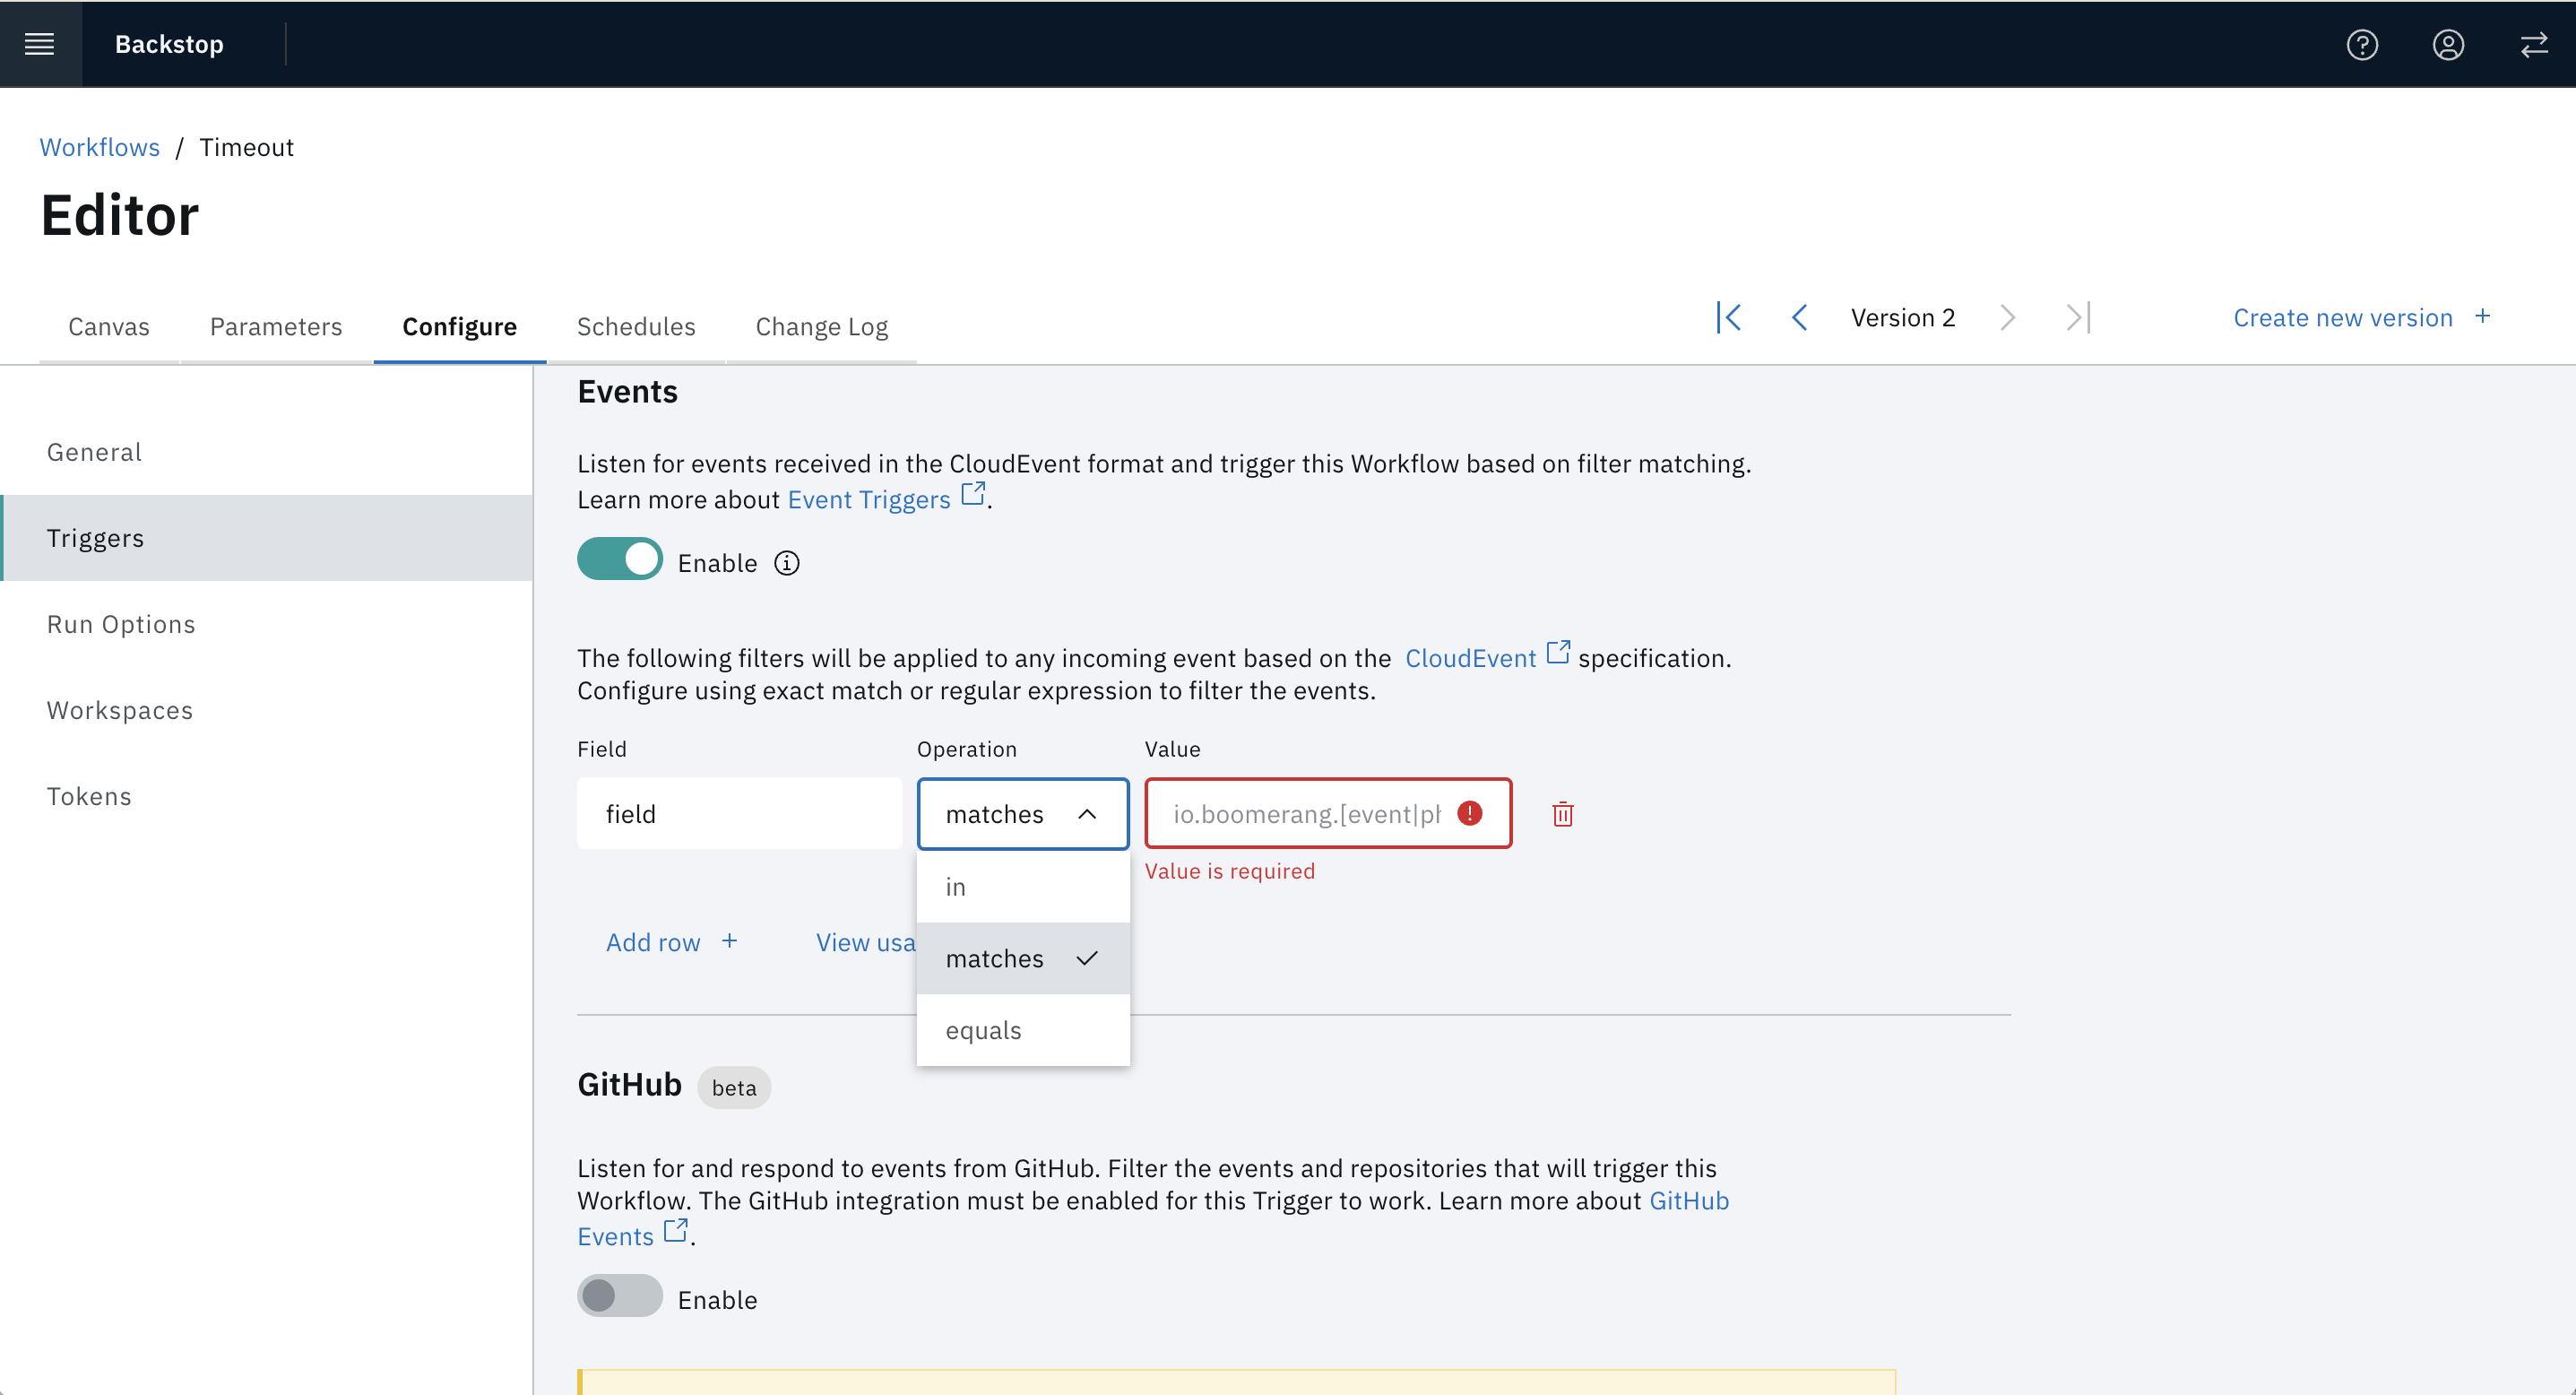 Backstop
Workflows / Timeout
Editor
Canvas Parameters Configure Schedules Change Log Version 2 Create new version +
General
Triggers
Run Options
Workspaces
Tokens
Events
Listen for events received in the CloudEvent format and trigger this Workflow based on filter matching.
Learn more about Event Triggers .
Enable
The following filters will be applied to any incoming event based on the CloudEvent specification.
Configure using exact match or regular expression to filter the events.
Field Operation Value
field matches io.boomerang.[event|
Value is required
in
matches
equals
Add row + View
GitHub beta
Listen for and respond to events from GitHub. Filter the events and repositories that will trigger this
Workflow. The GitHub integration must be enabled for this Trigger to work. Learn more about GitHub
Events .
Enable